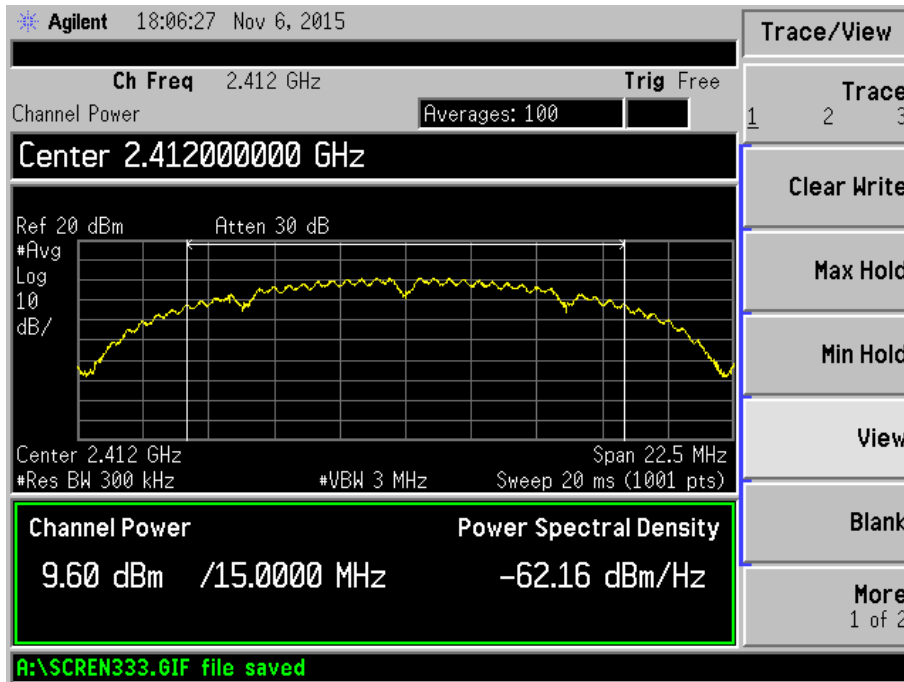 Agilent 18:06:27 Nov 6, 2015
Trace/View
Ch Freq 2.412 GHz Trig Free
Channel Power Averages: 100
Trace
1 2 3
Center 2.412000000 GHz
Clear Write
Ref 20 dBm Atten 30 dB
#Avg
Log
10
dB/
Max Hold
Min Hold
View
Center 2.412 GHz Span 22.5 MHz
#Res BW 300 kHz #VBW 3 MHz Sweep 20 ms (1001 pts)
Channel Power Power Spectral Density
9.60 dBm /15.0000 MHz -62.16 dBm/Hz
Blank
More
1 of 2
A:\SCREN333.GIF file saved